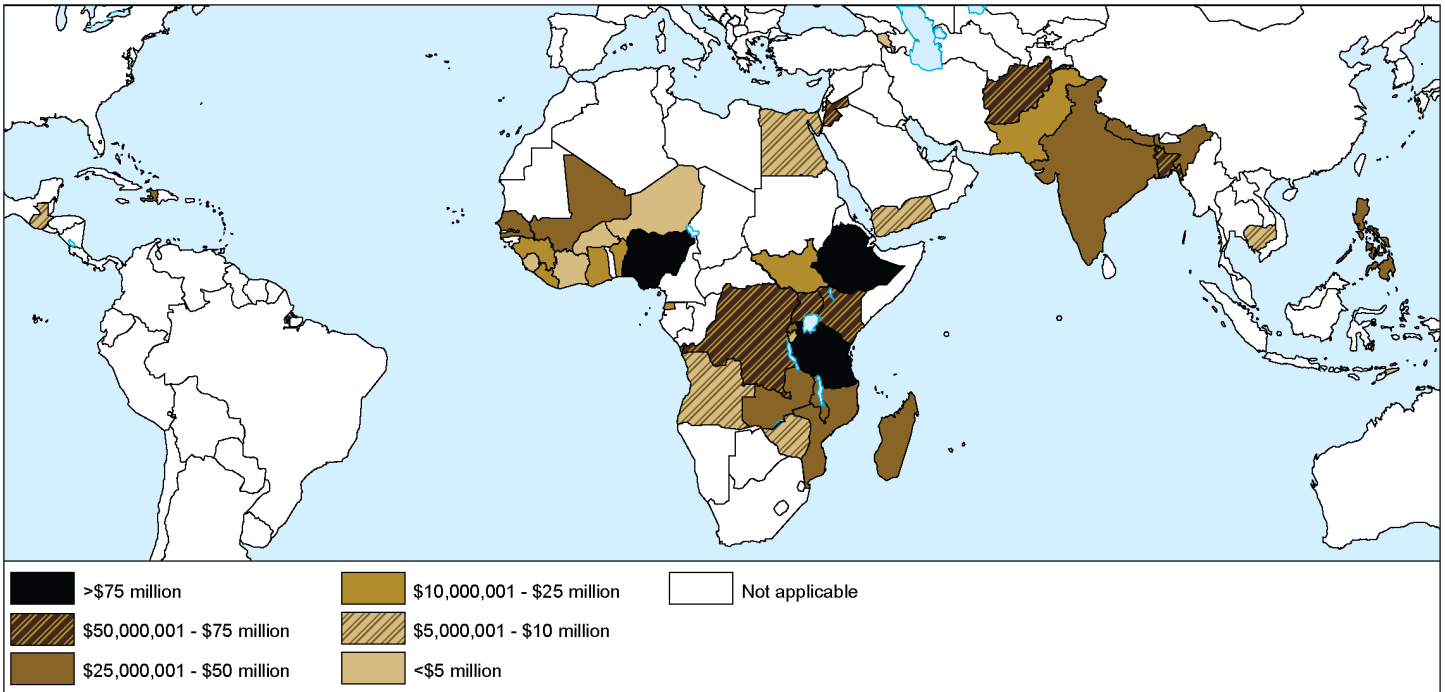 >$75 million
$50,000,001 - $75 million
$25,000,001 - $50 million
$10,000,001 - $25 million
$5,000,001 - $10 million
<$5 million
Not applicable